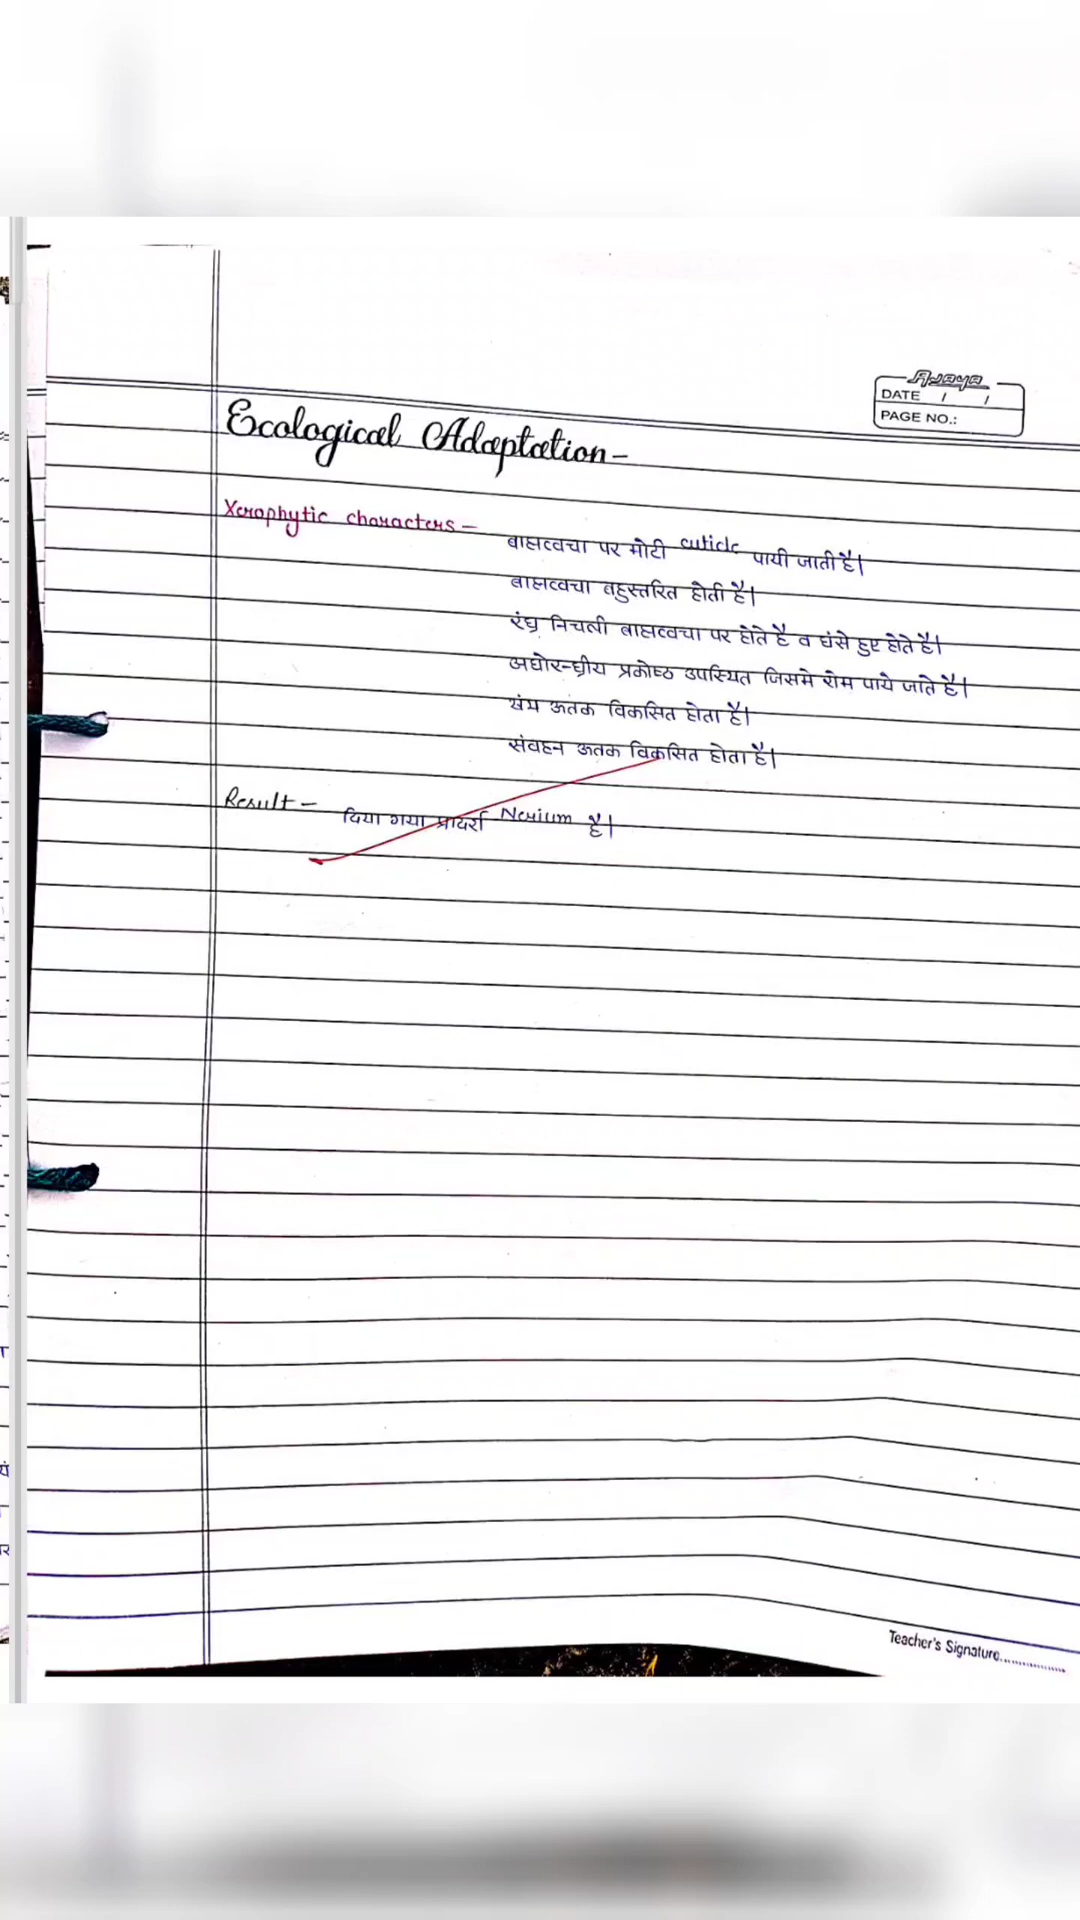 Ajaya
DATE / /
PAGE NO.:
Ecological Adaptation-
Xerophytic characters-
बाह्यत्वचा पर मोटी cuticle पायी जाती है।
बाह्यत्वचा बहुस्तरित होती है।
रंध्र निचली बाह्यत्वचा पर होते है व धंसे हुए होते है।
अधोरन्ध्रीय प्रकोष्ठ उपस्थित जिसमे रोम पाये जाते है।
खंभ ऊतक विकसित होता है।
संवहन ऊतक विकसित होता है।
Result- दिया गया प्रादर्श Nerium है।
Teacher's Signature..................